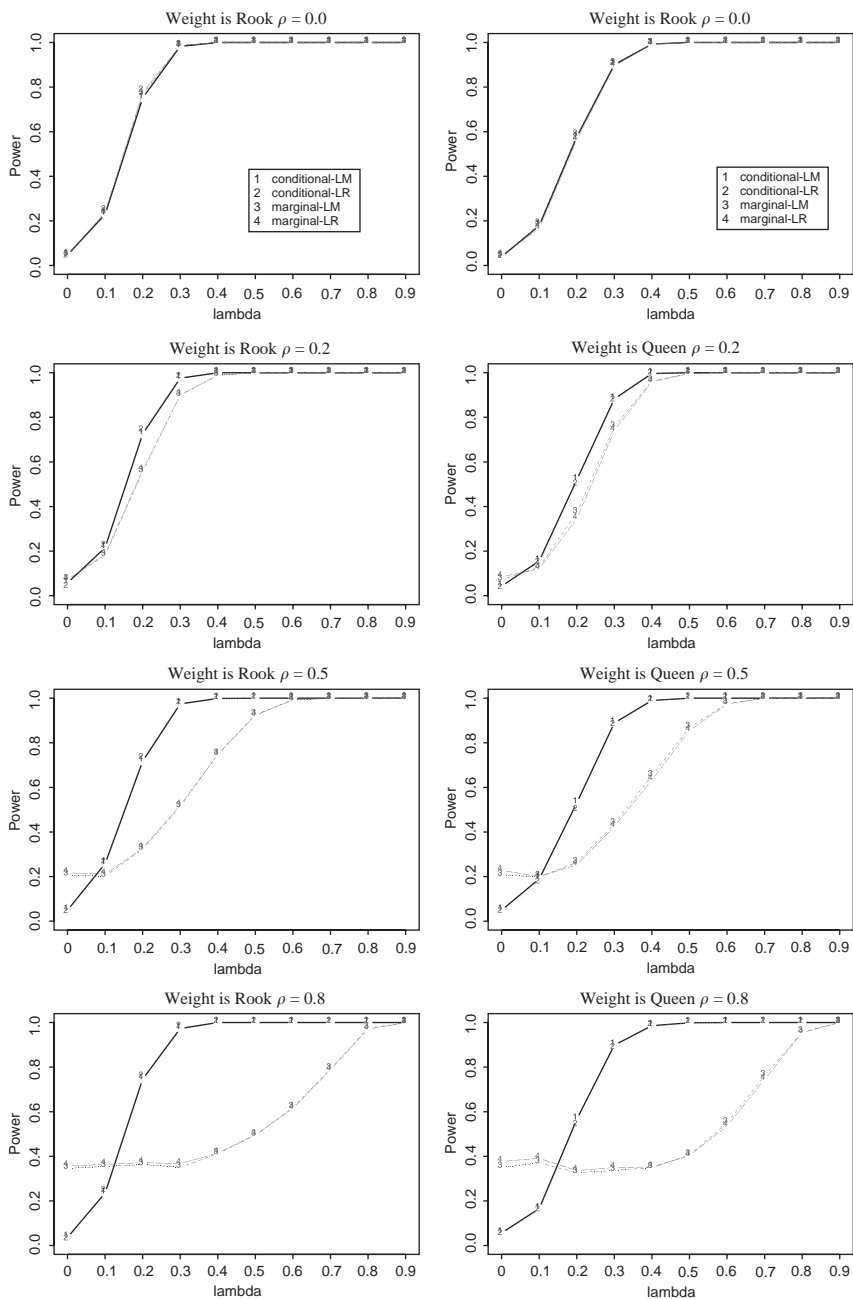 Weight is Rook ρ = 0.0
Power
0.0 0.2 0.4 0.6 0.8 1.0
1 conditional-LM
2 conditional-LR
3 marginal-LM
4 marginal-LR
0 0.1 0.2 0.3 0.4 0.5 0.6 0.7 0.8 0.9
lambda
Weight is Rook ρ = 0.0
Power
0.0 0.2 0.4 0.6 0.8 1.0
1 conditional-LM
2 conditional-LR
3 marginal-LM
4 marginal-LR
0 0.1 0.2 0.3 0.4 0.5 0.6 0.7 0.8 0.9
lambda
Weight is Rook ρ = 0.2
Power
0.0 0.2 0.4 0.6 0.8 1.0
0 0.1 0.2 0.3 0.4 0.5 0.6 0.7 0.8 0.9
lambda
Weight is Queen ρ = 0.2
Power
0.0 0.2 0.4 0.6 0.8 1.0
0 0.1 0.2 0.3 0.4 0.5 0.6 0.7 0.8 0.9
lambda
Weight is Rook ρ = 0.5
Power
0.0 0.2 0.4 0.6 0.8 1.0
0 0.1 0.2 0.3 0.4 0.5 0.6 0.7 0.8 0.9
lambda
Weight is Queen ρ = 0.5
Power
0.0 0.2 0.4 0.6 0.8 1.0
0 0.1 0.2 0.3 0.4 0.5 0.6 0.7 0.8 0.9
lambda
Weight is Rook ρ = 0.8
Power
0.0 0.2 0.4 0.6 0.8 1.0
0 0.1 0.2 0.3 0.4 0.5 0.6 0.7 0.8 0.9
lambda
Weight is Queen ρ = 0.8
Power
0.0 0.2 0.4 0.6 0.8 1.0
0 0.1 0.2 0.3 0.4 0.5 0.6 0.7 0.8 0.9
lambda